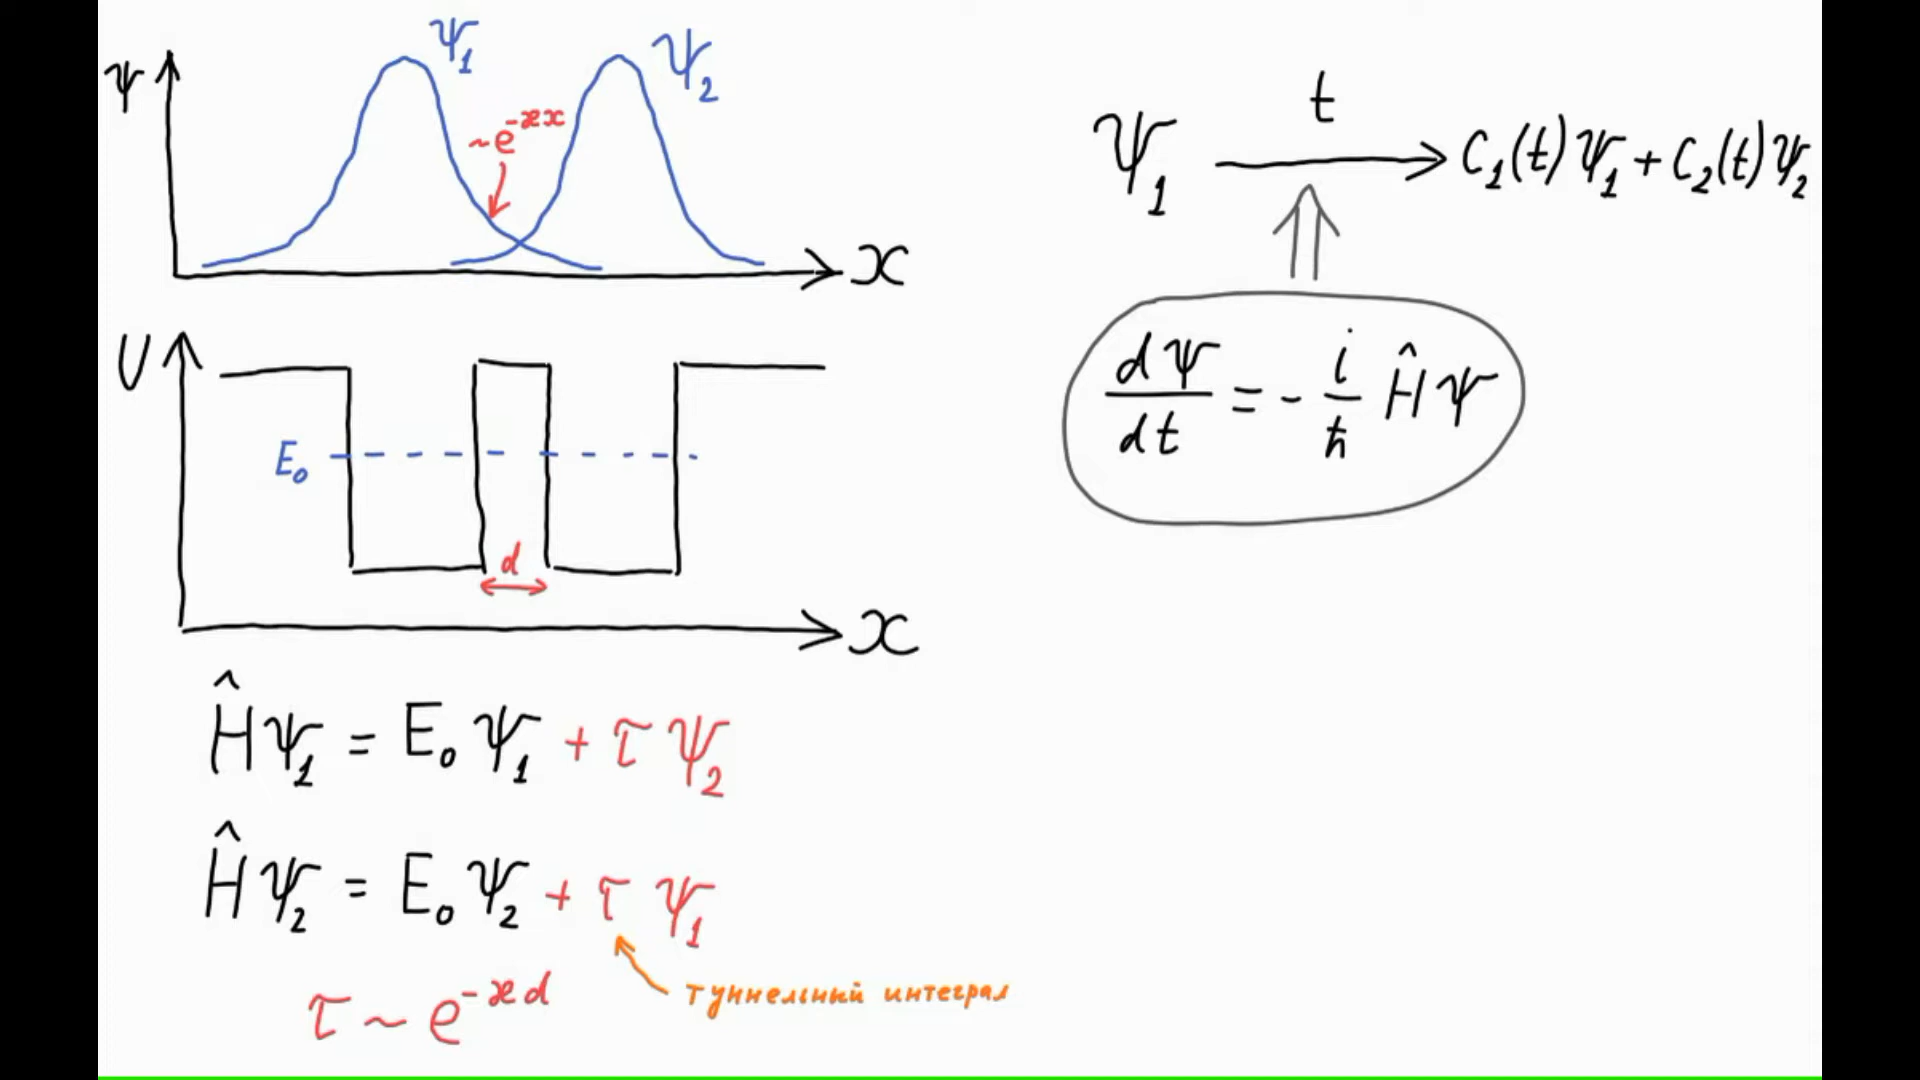 Ψ
Ψ₁
Ψ₂
~e^{-æx}
x
U
E₀
d
x
ĤΨ₁ = E₀Ψ₁ + τΨ₂
ĤΨ₂ = E₀Ψ₂ + τΨ₁
τ ~ e^{-æd}
туннельный интеграл
t
Ψ₁ → C₁(t)Ψ₁ + C₂(t)Ψ₂
dΨ/dt = - i/ħ ĤΨ